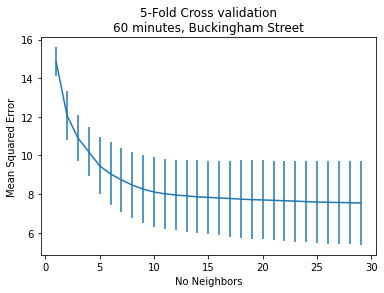 5-Fold Cross validation
60 minutes, Buckingham Street
16
14
12
10
8
6
Mean Squared Error
0 5 10 15 20 25 30
No Neighbors